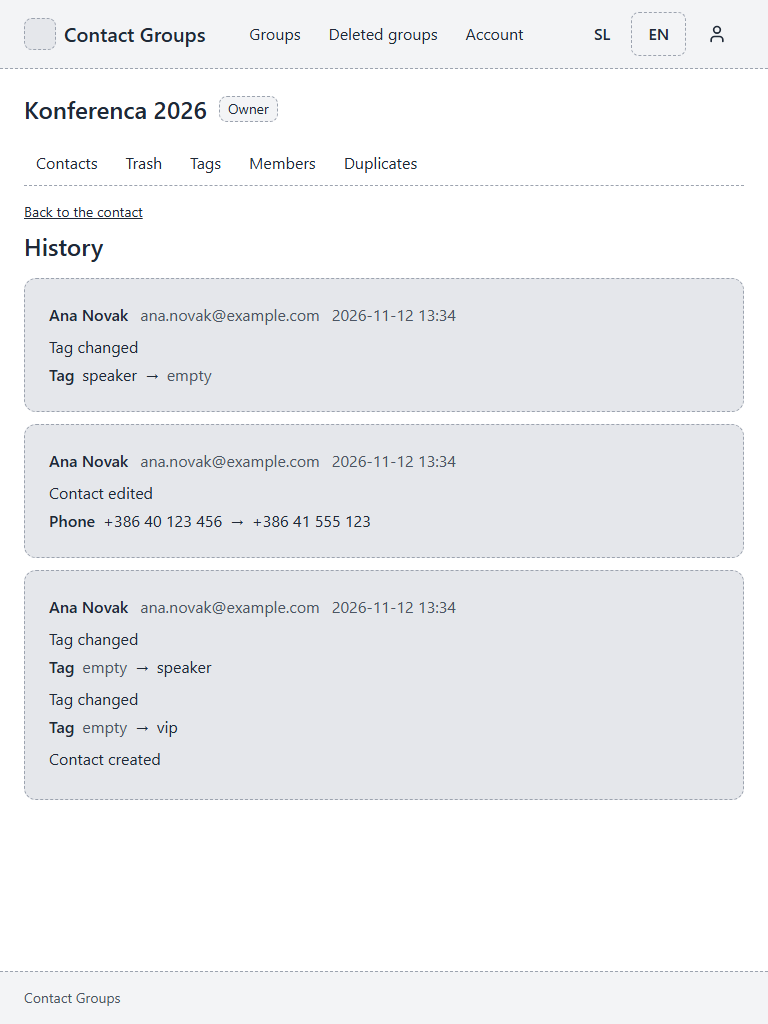 Contact Groups Groups Deleted groups Account SL EN
Konferenca 2026 Owner
Contacts Trash Tags Members Duplicates
Back to the contact
History
Ana Novak ana.novak@example.com 2026-11-12 13:34
Tag changed
Tag speaker → empty
Ana Novak ana.novak@example.com 2026-11-12 13:34
Contact edited
Phone +386 40 123 456 → +386 41 555 123
Ana Novak ana.novak@example.com 2026-11-12 13:34
Tag changed
Tag empty → speaker
Tag changed
Tag empty → vip
Contact created
Contact Groups